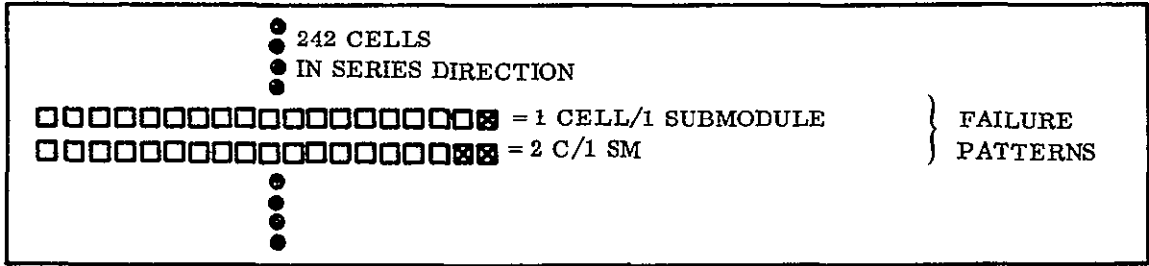 242 CELLS
IN SERIES DIRECTION
= 1 CELL/1 SUBMODULE
= 2 C/1 SM
FAILURE
PATTERNS